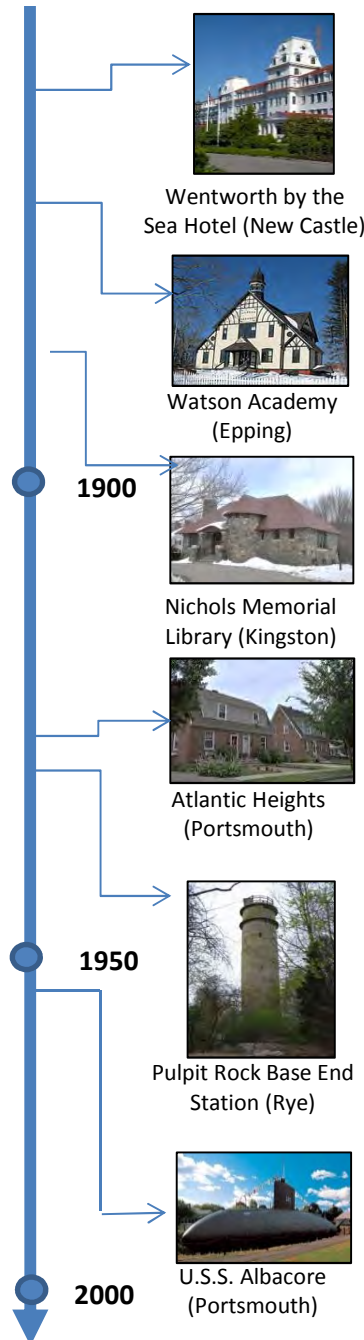 Wentworth by the
Sea Hotel (New Castle)
Watson Academy
(Epping)
1900
Nichols Memorial
Library (Kingston)
Atlantic Heights
(Portsmouth)
1950
Pulpit Rock Base End
Station (Rye)
U.S.S. Albacore
(Portsmouth)
2000